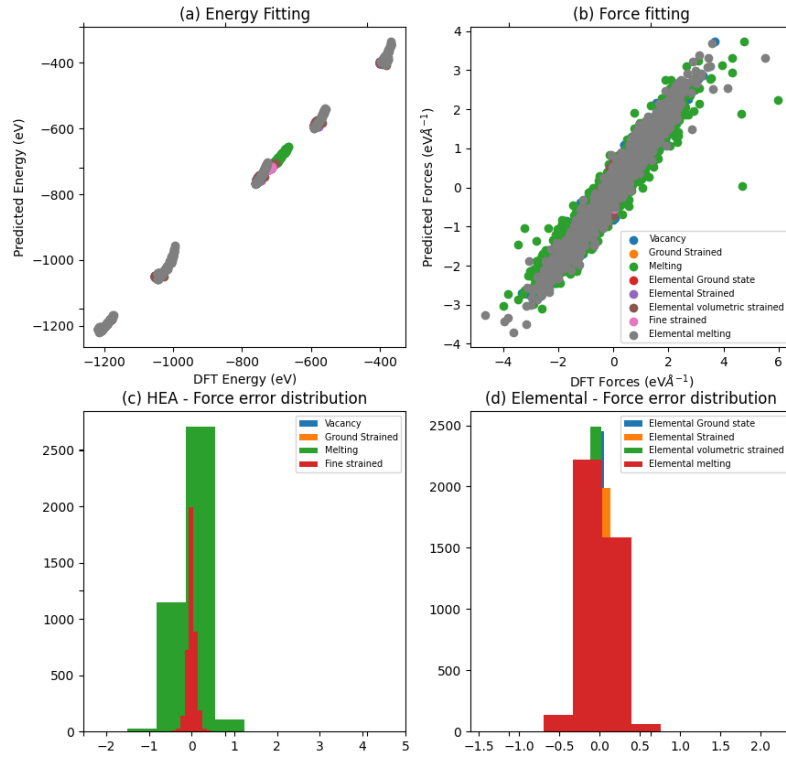 (a) Energy Fitting
Predicted Energy (eV)
−400
−600
−800
−1000
−1200
−1200
−1000
−800
−600
−400
DFT Energy (eV)
(b) Force fitting
Predicted Forces (eVÅ⁻¹)
4
3
2
1
0
−1
−2
−3
−4
Vacancy
Ground Strained
Melting
Elemental Ground state
Elemental Strained
Elemental volumetric strained
Fine strained
Elemental melting
−4
−2
0
2
4
6
DFT Forces (eVÅ⁻¹)
(c) HEA - Force error distribution
2500
2000
1500
1000
500
0
Vacancy
Ground Strained
Melting
Fine strained
−2
−1
0
1
2
3
4
5
(d) Elemental - Force error distribution
2500
2000
1500
1000
500
0
Elemental Ground state
Elemental Strained
Elemental volumetric strained
Elemental melting
−1.5
−1.0
−0.5
0.0
0.5
1.0
1.5
2.0